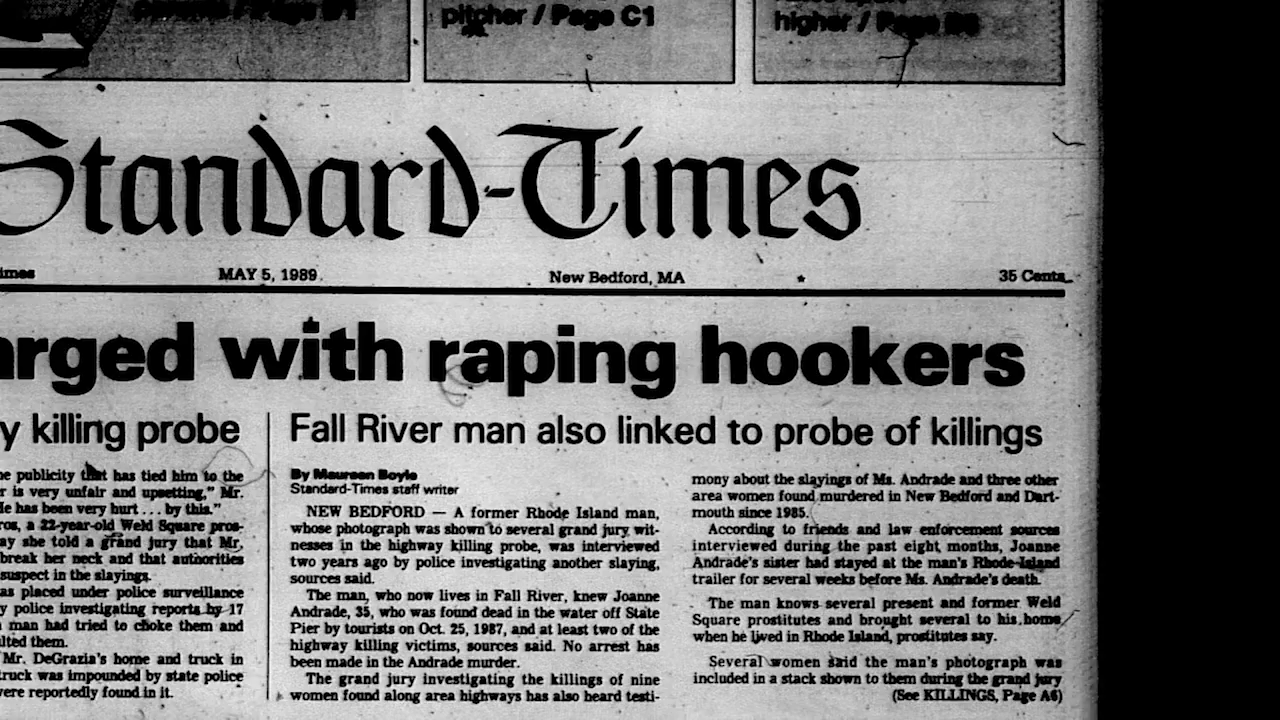 parents / Page B1
pitcher / Page C1
higher / Page
Standard-Times
MAY 5, 1989
New Bedford, MA
35 Cents
arged with raping hookers
y killing probe
he publicity that has tied him to the
r is very unfair and upsetting," Mr.
He has been very hurt . . . by this."
ros, a 22-year-old Weld Square pros-
ay she told a grand jury that Mr.
break her neck and that authorities
suspect in the slayings.
as placed under police surveillance
y police investigating reports by 17
man had tried to choke them and
ulted them.
Mr. DeGrazia's home and truck in
truck was impounded by state police
were reportedly found in it.
Fall River man also linked to probe of killings
By Maureen Boyle
Standard-Times staff writer
NEW BEDFORD — A former Rhode Island man,
whose photograph was shown to several grand jury wit-
nesses in the highway killing probe, was interviewed
two years ago by police investigating another slaying,
sources said.
The man, who now lives in Fall River, knew Joanne
Andrade, 35, who was found dead in the water off State
Pier by tourists on Oct. 25, 1987, and at least two of the
highway killing victims, sources said. No arrest has
been made in the Andrade murder.
The grand jury investigating the killings of nine
women found along area highways has also heard testi-
mony about the slayings of Ms. Andrade and three other
area women found murdered in New Bedford and Dart-
mouth since 1985.
According to friends and law enforcement sources
interviewed during the past eight months, Joanne
Andrade's sister had stayed at the man's Rhode Island
trailer for several weeks before Ms. Andrade's death.
The man knows several present and former Weld
Square prostitutes and brought several to his home
when he lived in Rhode Island, prostitutes say.
Several women said the man's photograph was
included in a stack shown to them during the grand jury
(See KILLINGS, Page A6)